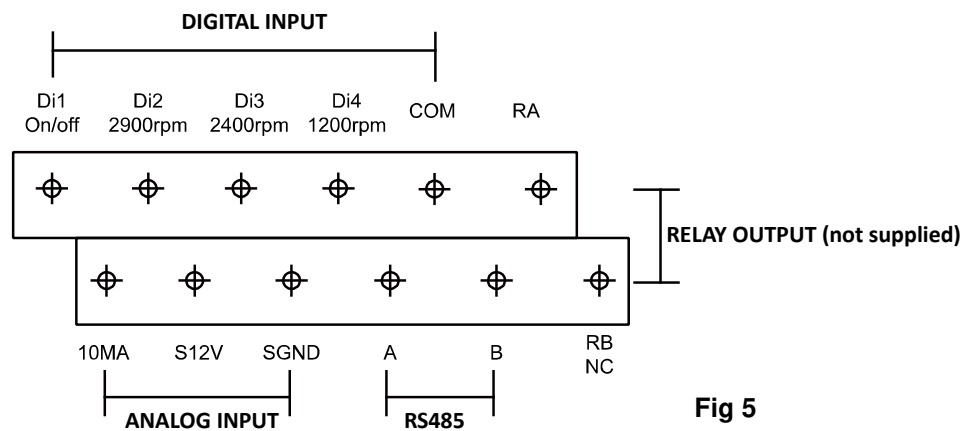 DIGITAL INPUT
Di1 Di2 Di3 Di4 COM RA
On/off 2900rpm 2400rpm 1200rpm
RELAY OUTPUT (not supplied)
10MA S12V SGND A B RB
NC
ANALOG INPUT RS485
Fig 5